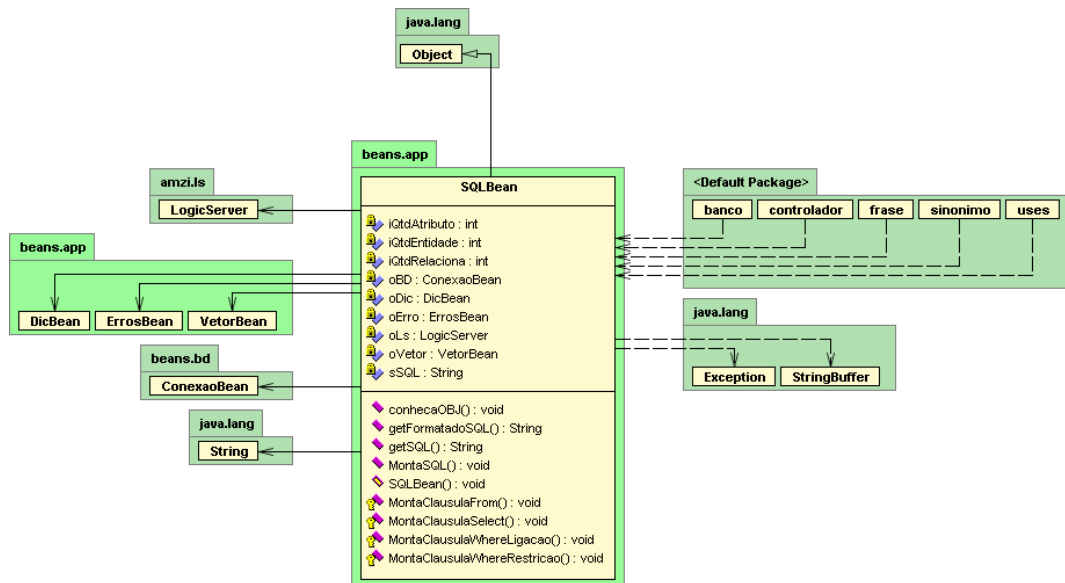 java.lang
Object
beans.app
SQLBean
iQtdAtributo : int
iQtdEntidade : int
iQtdRelaciona : int
oBD : ConexaoBean
oDic : DicBean
oErro : ErrosBean
oLs : LogicServer
oVetor : VetorBean
sSQL : String
conhecaOBJ() : void
getFormatadoSQL() : String
getSQL() : String
MontaSQL() : void
SQLBean() : void
MontaClausulaFrom() : void
MontaClausulaSelect() : void
MontaClausulaWhereLigacao() : void
MontaClausulaWhereRestricao() : void
amzi.ls
LogicServer
beans.app
DicBean ErrosBean VetorBean
beans.bd
ConexaoBean
java.lang
String
<Default Package>
banco controlador frase sinonimo uses
java.lang
Exception StringBuffer